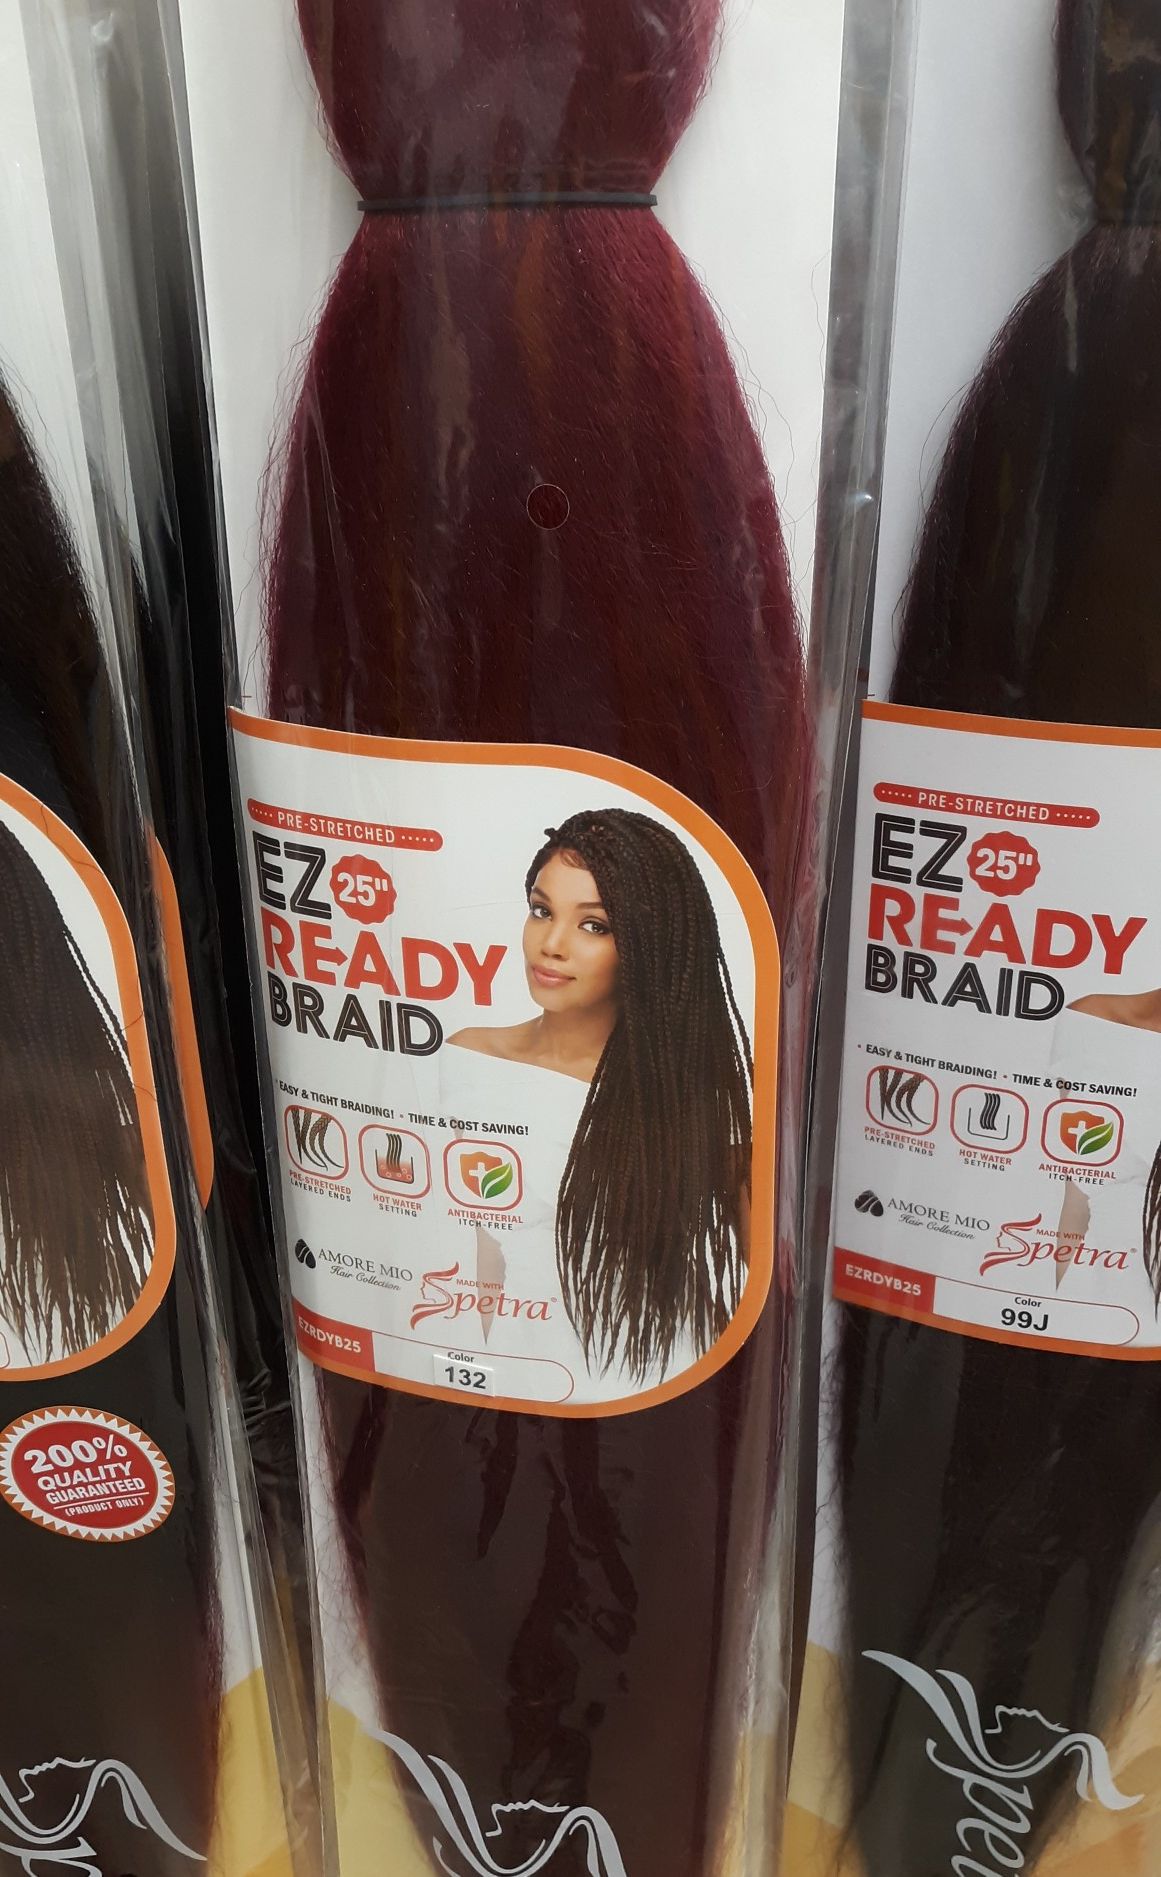 PRE-STRETCHED
EZ 25"
READY
BRAID
EASY & TIGHT BRAIDING! • TIME & COST SAVING!
PRE-STRETCHED
LAYERED ENDS
HOT WATER
SETTING
ANTIBACTERIAL
ITCH-FREE
AMORE MIO
Hair Collection
MADE WITH
Spetra®
EZRDYB25
Color
132
PRE-STRETCHED
EZ 25"
READY
BRAID
• EASY & TIGHT BRAIDING! • TIME & COST SAVING!
PRE-STRETCHED
LAYERED ENDS
HOT WATER
SETTING
ANTIBACTERIAL
ITCH-FREE
AMORE MIO
Hair Collection
MADE WITH
Spetra®
EZRDYB25
Color
99J
200%
QUALITY
GUARANTEED
(PRODUCT ONLY)
Sp
Spe